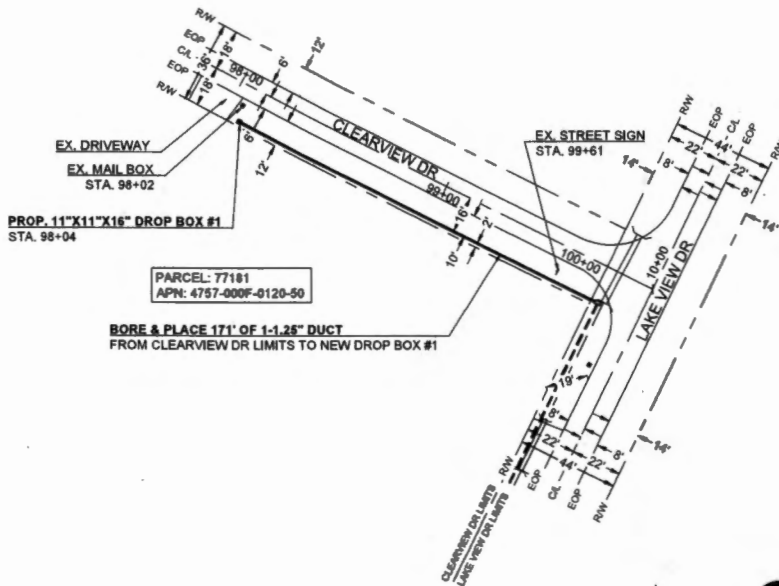 R/W
EOP
C/L
EOP
R/W
18'
36'
18'
98+00
6'
12'
CLEARVIEW DR
6'
12'
99+00
16'
2'
10'
100+00
EX. DRIVEWAY
EX. MAIL BOX
STA. 98+02
PROP. 11"X11"X16" DROP BOX #1
STA. 98+04
EX. STREET SIGN
STA. 99+61
PARCEL: 77181
APN: 4757-000F-0120-50
BORE & PLACE 171' OF 1-1.25" DUCT
FROM CLEARVIEW DR LIMITS TO NEW DROP BOX #1
R/W
EOP
C/L
EOP
R/W
44'
22'
22'
8'
8'
14'
14'
10+00
LAKE VIEW DR
19'
8'
22'
44'
22'
8'
14'
R/W
EOP
C/L
EOP
R/W
CLEARVIEW DR LIMITS
LAKE VIEW DR LIMITS